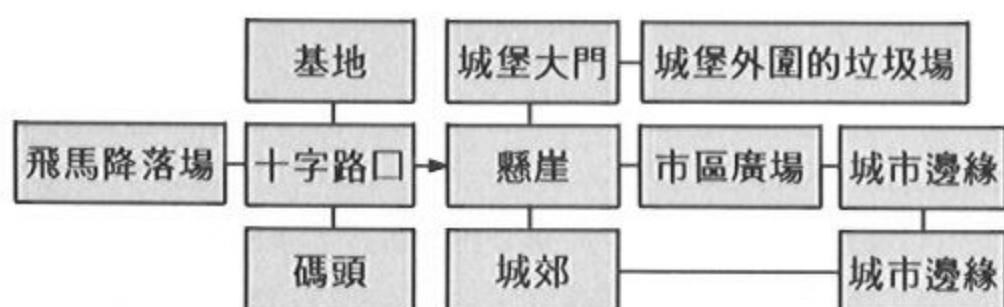 基地
城堡大門
城堡外圍的垃圾場
飛馬降落場
十字路口
懸崖
市區廣場
城市邊緣
碼頭
城郊
城市邊緣